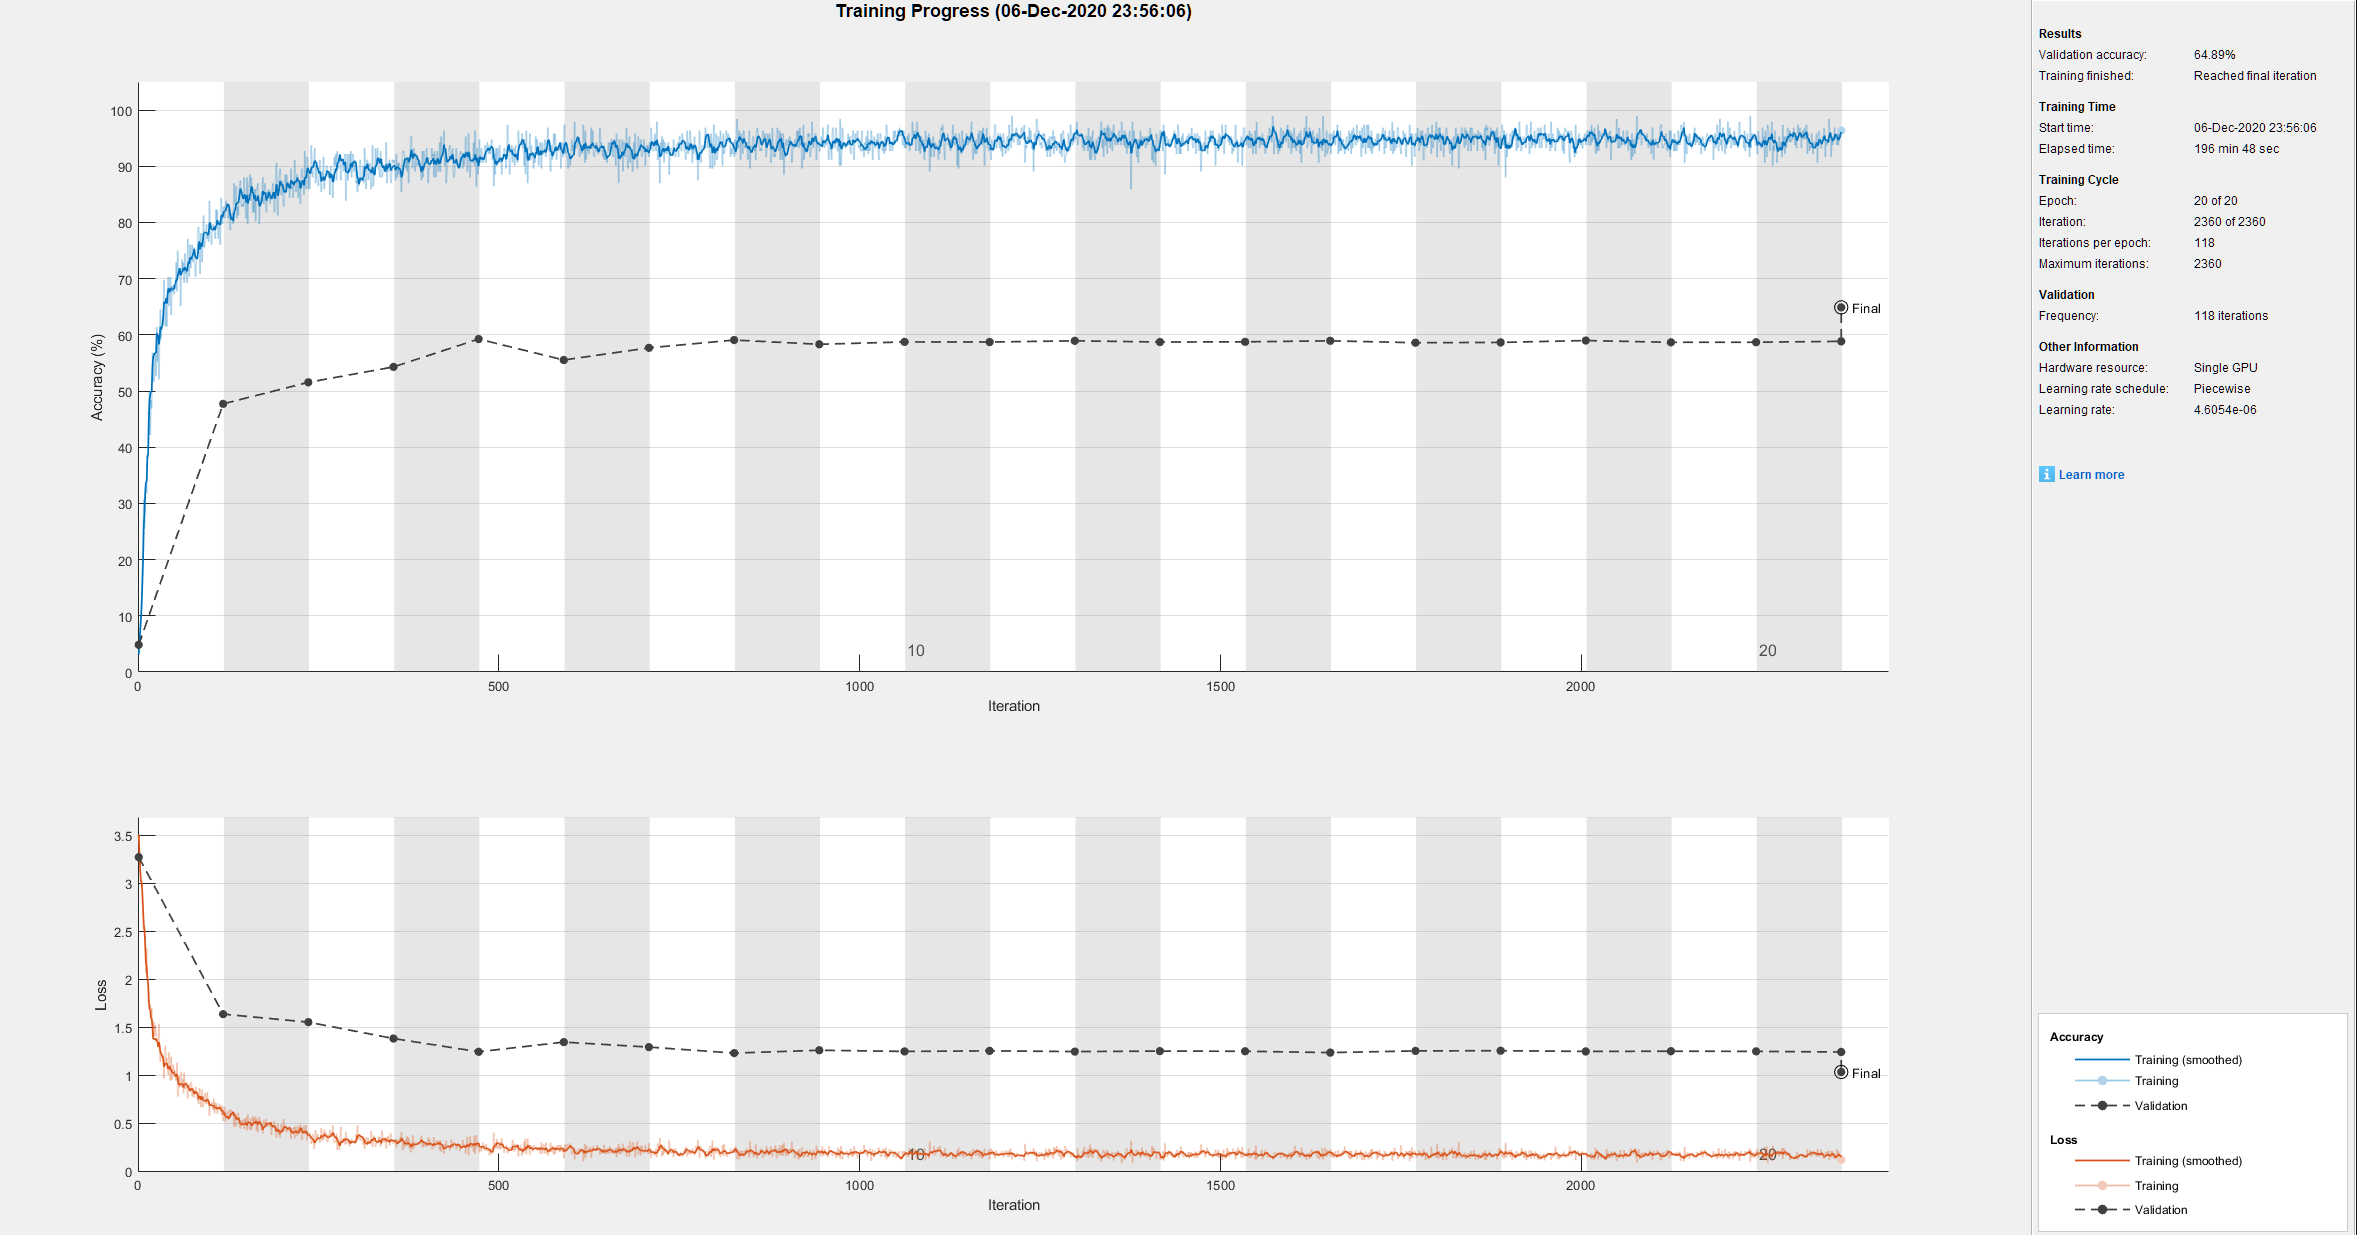 Training Progress (06-Dec-2020 23:56:06)
100
90
80
70
60
50
40
30
20
10
0
Accuracy (%)
Final
10
20
0
500
1000
1500
2000
Iteration
3.5
3
2.5
2
1.5
1
0.5
0
Loss
Final
10
20
0
500
1000
1500
2000
Iteration
Results
Validation accuracy: 64.89%
Training finished: Reached final iteration
Training Time
Start time: 06-Dec-2020 23:56:06
Elapsed time: 196 min 48 sec
Training Cycle
Epoch: 20 of 20
Iteration: 2360 of 2360
Iterations per epoch: 118
Maximum iterations: 2360
Validation
Frequency: 118 iterations
Other Information
Hardware resource: Single GPU
Learning rate schedule: Piecewise
Learning rate: 4.6054e-06
i Learn more
Accuracy
Training (smoothed)
Training
Validation
Loss
Training (smoothed)
Training
Validation